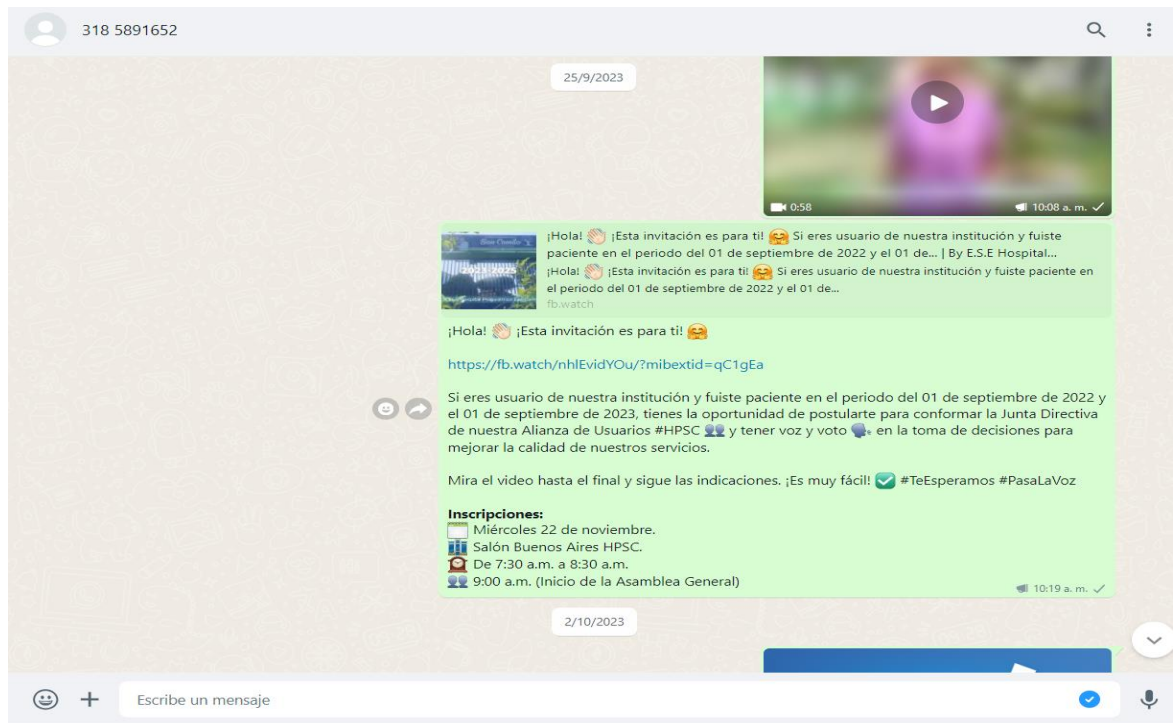 318 5891652
25/9/2023
0:58
10:08 a. m.
2023-2025
¡Hola! 👋🏻 ¡Esta invitación es para ti! 🤗 Si eres usuario de nuestra institución y fuiste
paciente en el periodo del 01 de septiembre de 2022 y el 01 de... | By E.S.E Hospital...
¡Hola! 👋🏻 ¡Esta invitación es para ti! 🤗 Si eres usuario de nuestra institución y fuiste paciente en
el periodo del 01 de septiembre de 2022 y el 01 de...
fb.watch
¡Hola! 👋🏻 ¡Esta invitación es para ti! 🤗
https://fb.watch/nhlEvidYOu/?mibextid=qC1gEa
Si eres usuario de nuestra institución y fuiste paciente en el periodo del 01 de septiembre de 2022 y
el 01 de septiembre de 2023, tienes la oportunidad de postularte para conformar la Junta Directiva
de nuestra Alianza de Usuarios #HPSC 👥 y tener voz y voto 🗣️ en la toma de decisiones para
mejorar la calidad de nuestros servicios.
Mira el video hasta el final y sigue las indicaciones. ¡Es muy fácil! ✅ #TeEsperamos #PasaLaVoz
Inscripciones:
Miércoles 22 de noviembre.
Salón Buenos Aires HPSC.
De 7:30 a.m. a 8:30 a.m.
👥 9:00 a.m. (Inicio de la Asamblea General)
10:19 a. m.
2/10/2023
Escribe un mensaje